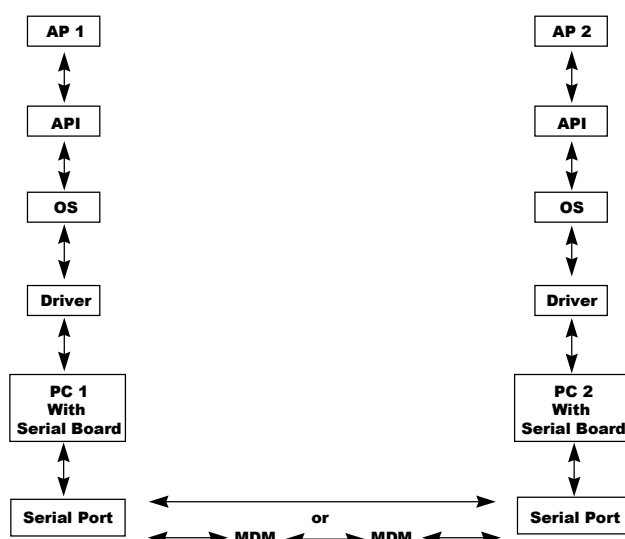 AP 1
AP 2
API
API
OS
OS
Driver
Driver
PC 1
With
Serial Board
PC 2
With
Serial Board
Serial Port
or
Serial Port
MDM
MDM